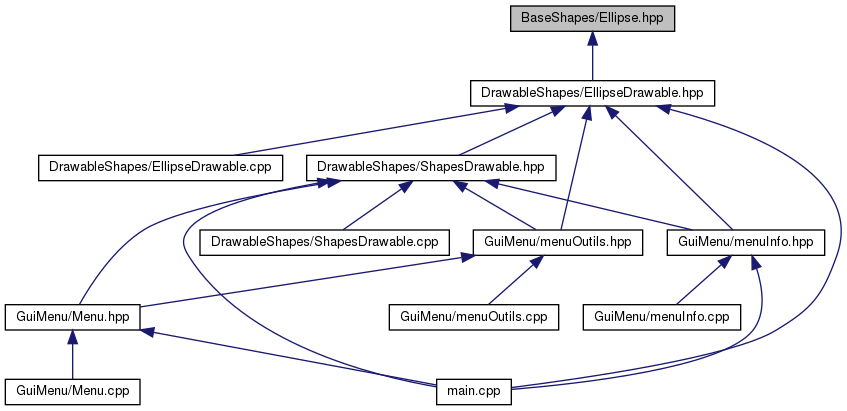 BaseShapes/Ellipse.hpp
DrawableShapes/EllipseDrawable.hpp
DrawableShapes/EllipseDrawable.cpp
DrawableShapes/ShapesDrawable.hpp
DrawableShapes/ShapesDrawable.cpp
GuiMenu/menuOutils.hpp
GuiMenu/menuInfo.hpp
GuiMenu/Menu.hpp
GuiMenu/menuOutils.cpp
GuiMenu/menuInfo.cpp
GuiMenu/Menu.cpp
main.cpp